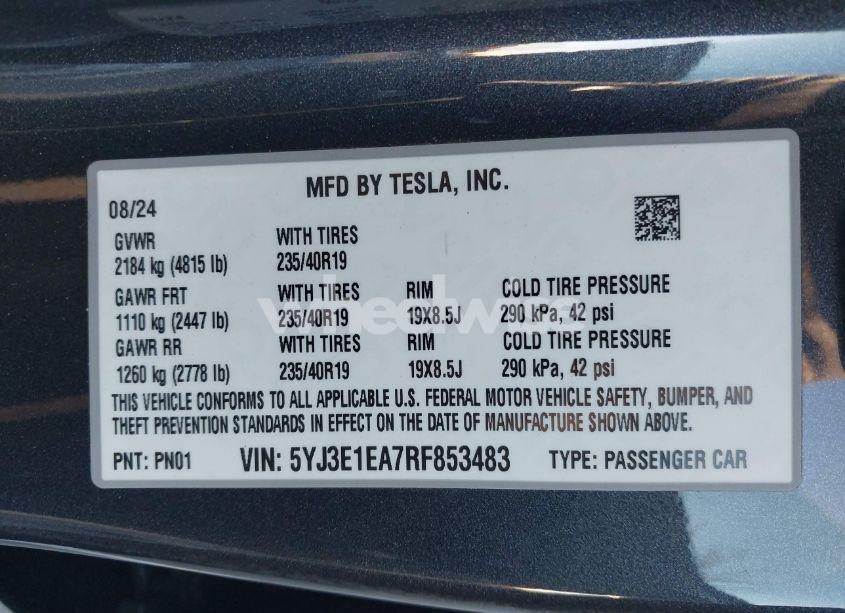 MFD BY TESLA, INC.
08/24
GVWR WITH TIRES
2184 kg (4815 lb) 235/40R19
GAWR FRT WITH TIRES RIM COLD TIRE PRESSURE
1110 kg (2447 lb) 235/40R19 19X8.5J 290 kPa, 42 psi
GAWR RR WITH TIRES RIM COLD TIRE PRESSURE
1260 kg (2778 lb) 235/40R19 19X8.5J 290 kPa, 42 psi
THIS VEHICLE CONFORMS TO ALL APPLICABLE U.S. FEDERAL MOTOR VEHICLE SAFETY, BUMPER, AND
THEFT PREVENTION STANDARDS IN EFFECT ON THE DATE OF MANUFACTURE SHOWN ABOVE.
PNT: PN01 VIN: 5YJ3E1EA7RF853483 TYPE: PASSENGER CAR
wheelwise